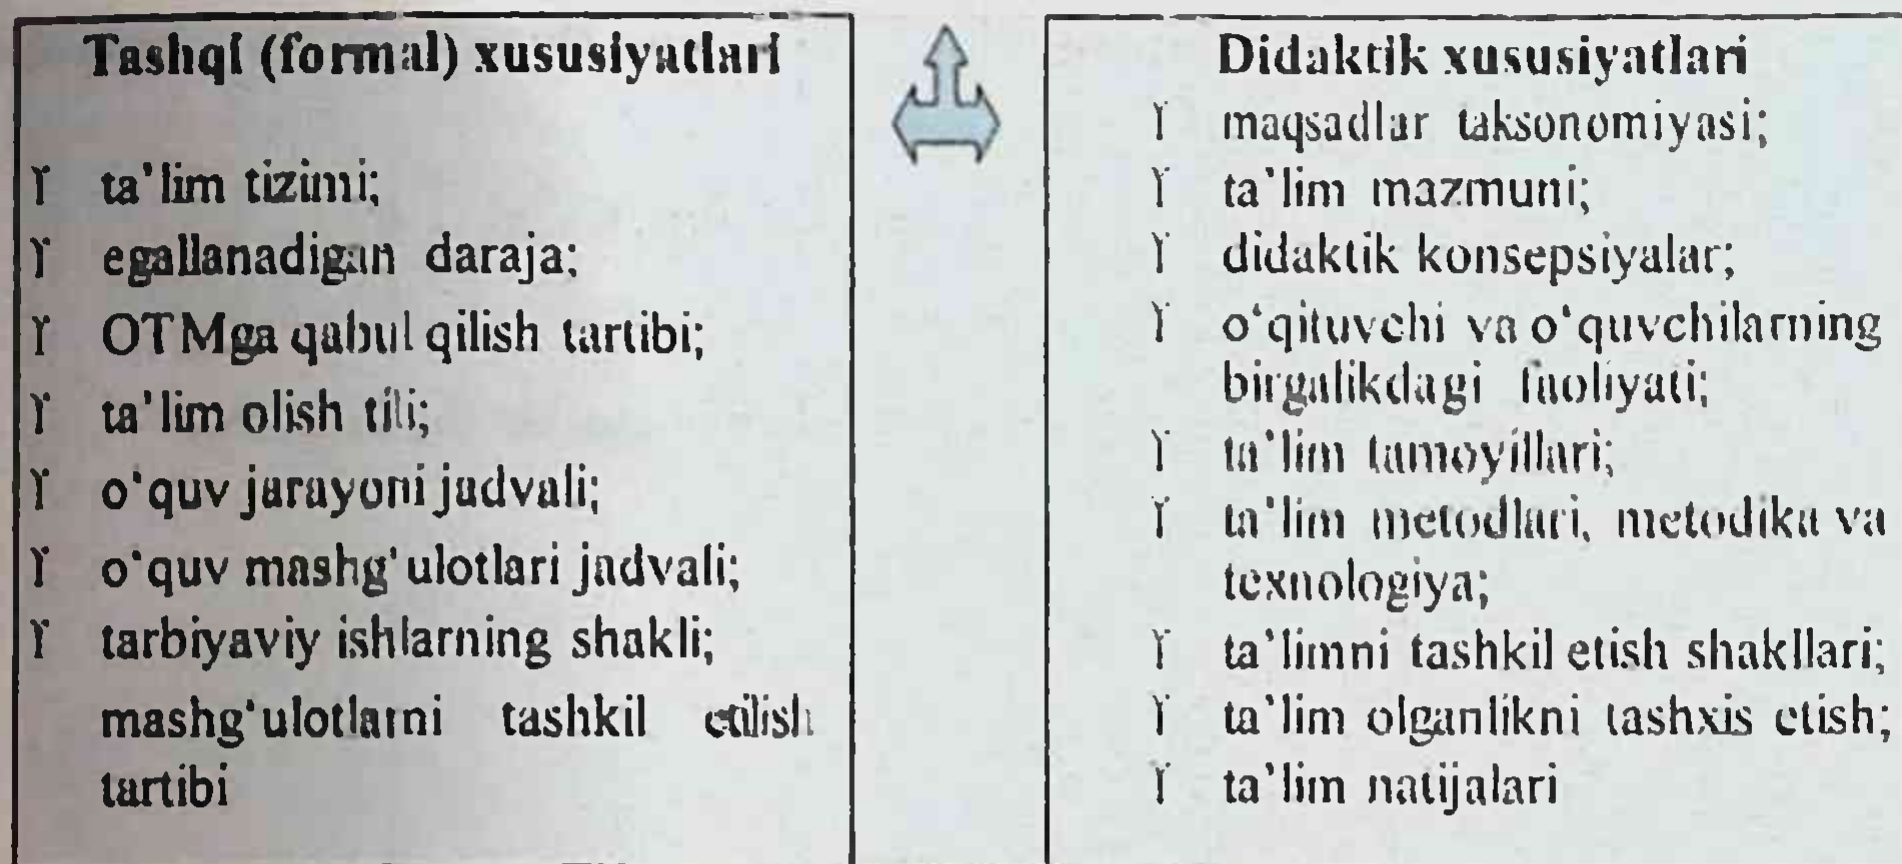 Tashqi (formal) xususiyatlari
ta'lim tizimi;
egallanadigan daraja;
OTMga qabul qilish tartibi;
ta'lim olish tili;
o‘quv jarayoni jadvali;
o‘quv mashg‘ulotlari jadvali;
tarbiyaviy ishlarning shakli;
mashg‘ulotlarni tashkil etilish
tartibi
Didaktik xususiyatlari
maqsadlar taksonomiyasi;
ta'lim mazmuni;
didaktik konsepsiyalar;
o‘qituvchi va o‘quvchilarning
birgalikdagi faoliyati;
ta'lim tamoyillari;
ta'lim metodlari, metodika va
texnologiya;
ta'limni tashkil etish shakllari;
ta'lim olganlikni tashxis etish;
ta'lim natijalari